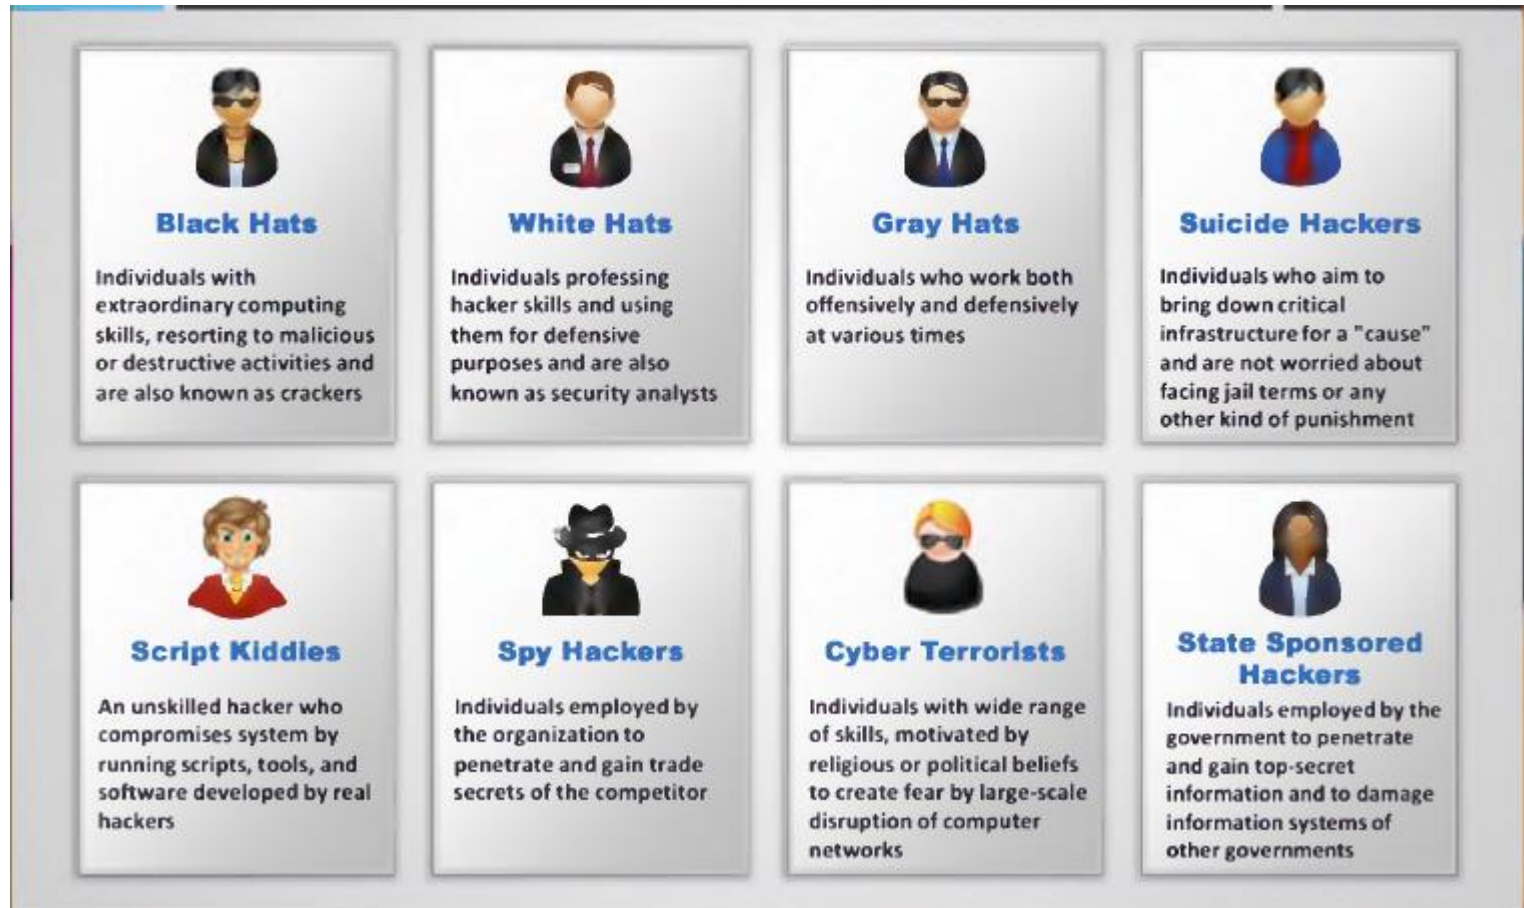 Black Hats
Individuals with
extraordinary computing
skills, resorting to malicious
or destructive activities and
are also known as crackers
White Hats
Individuals professing
hacker skills and using
them for defensive
purposes and are also
known as security analysts
Gray Hats
Individuals who work both
offensively and defensively
at various times
Suicide Hackers
Individuals who aim to
bring down critical
infrastructure for a "cause"
and are not worried about
facing jail terms or any
other kind of punishment
Script Kiddies
An unskilled hacker who
compromises system by
running scripts, tools, and
software developed by real
hackers
Spy Hackers
Individuals employed by
the organization to
penetrate and gain trade
secrets of the competitor
Cyber Terrorists
Individuals with wide range
of skills, motivated by
religious or political beliefs
to create fear by large-scale
disruption of computer
networks
State Sponsored
Hackers
Individuals employed by the
government to penetrate
and gain top-secret
information and to damage
information systems of
other governments